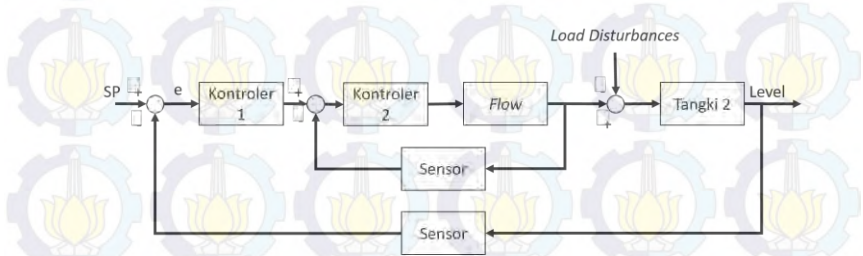 Load Disturbances
SP
+
e
Kontroler
1
+
Kontroler
2
Flow
+
Tangki 2
Level
Sensor
Sensor